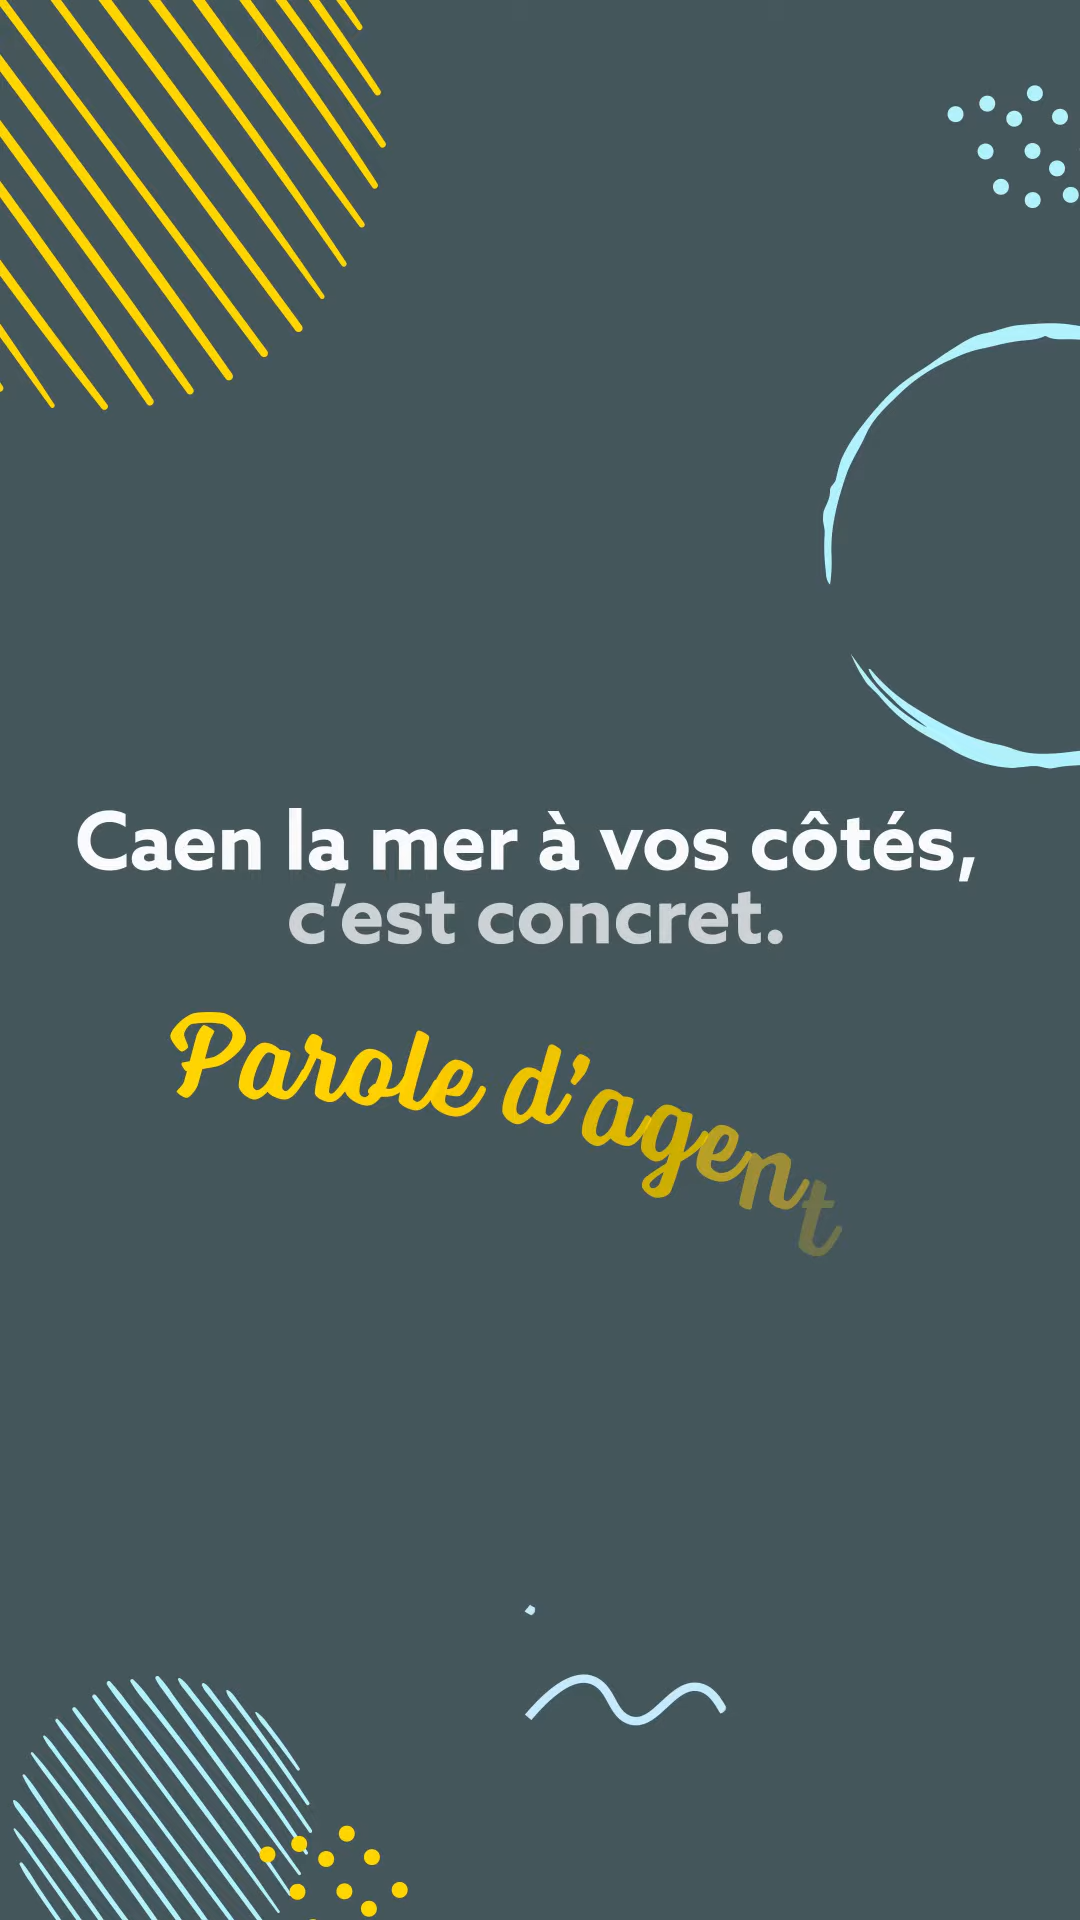 Caen la mer à vos côtés,
c’est concret.
Parole d’agent